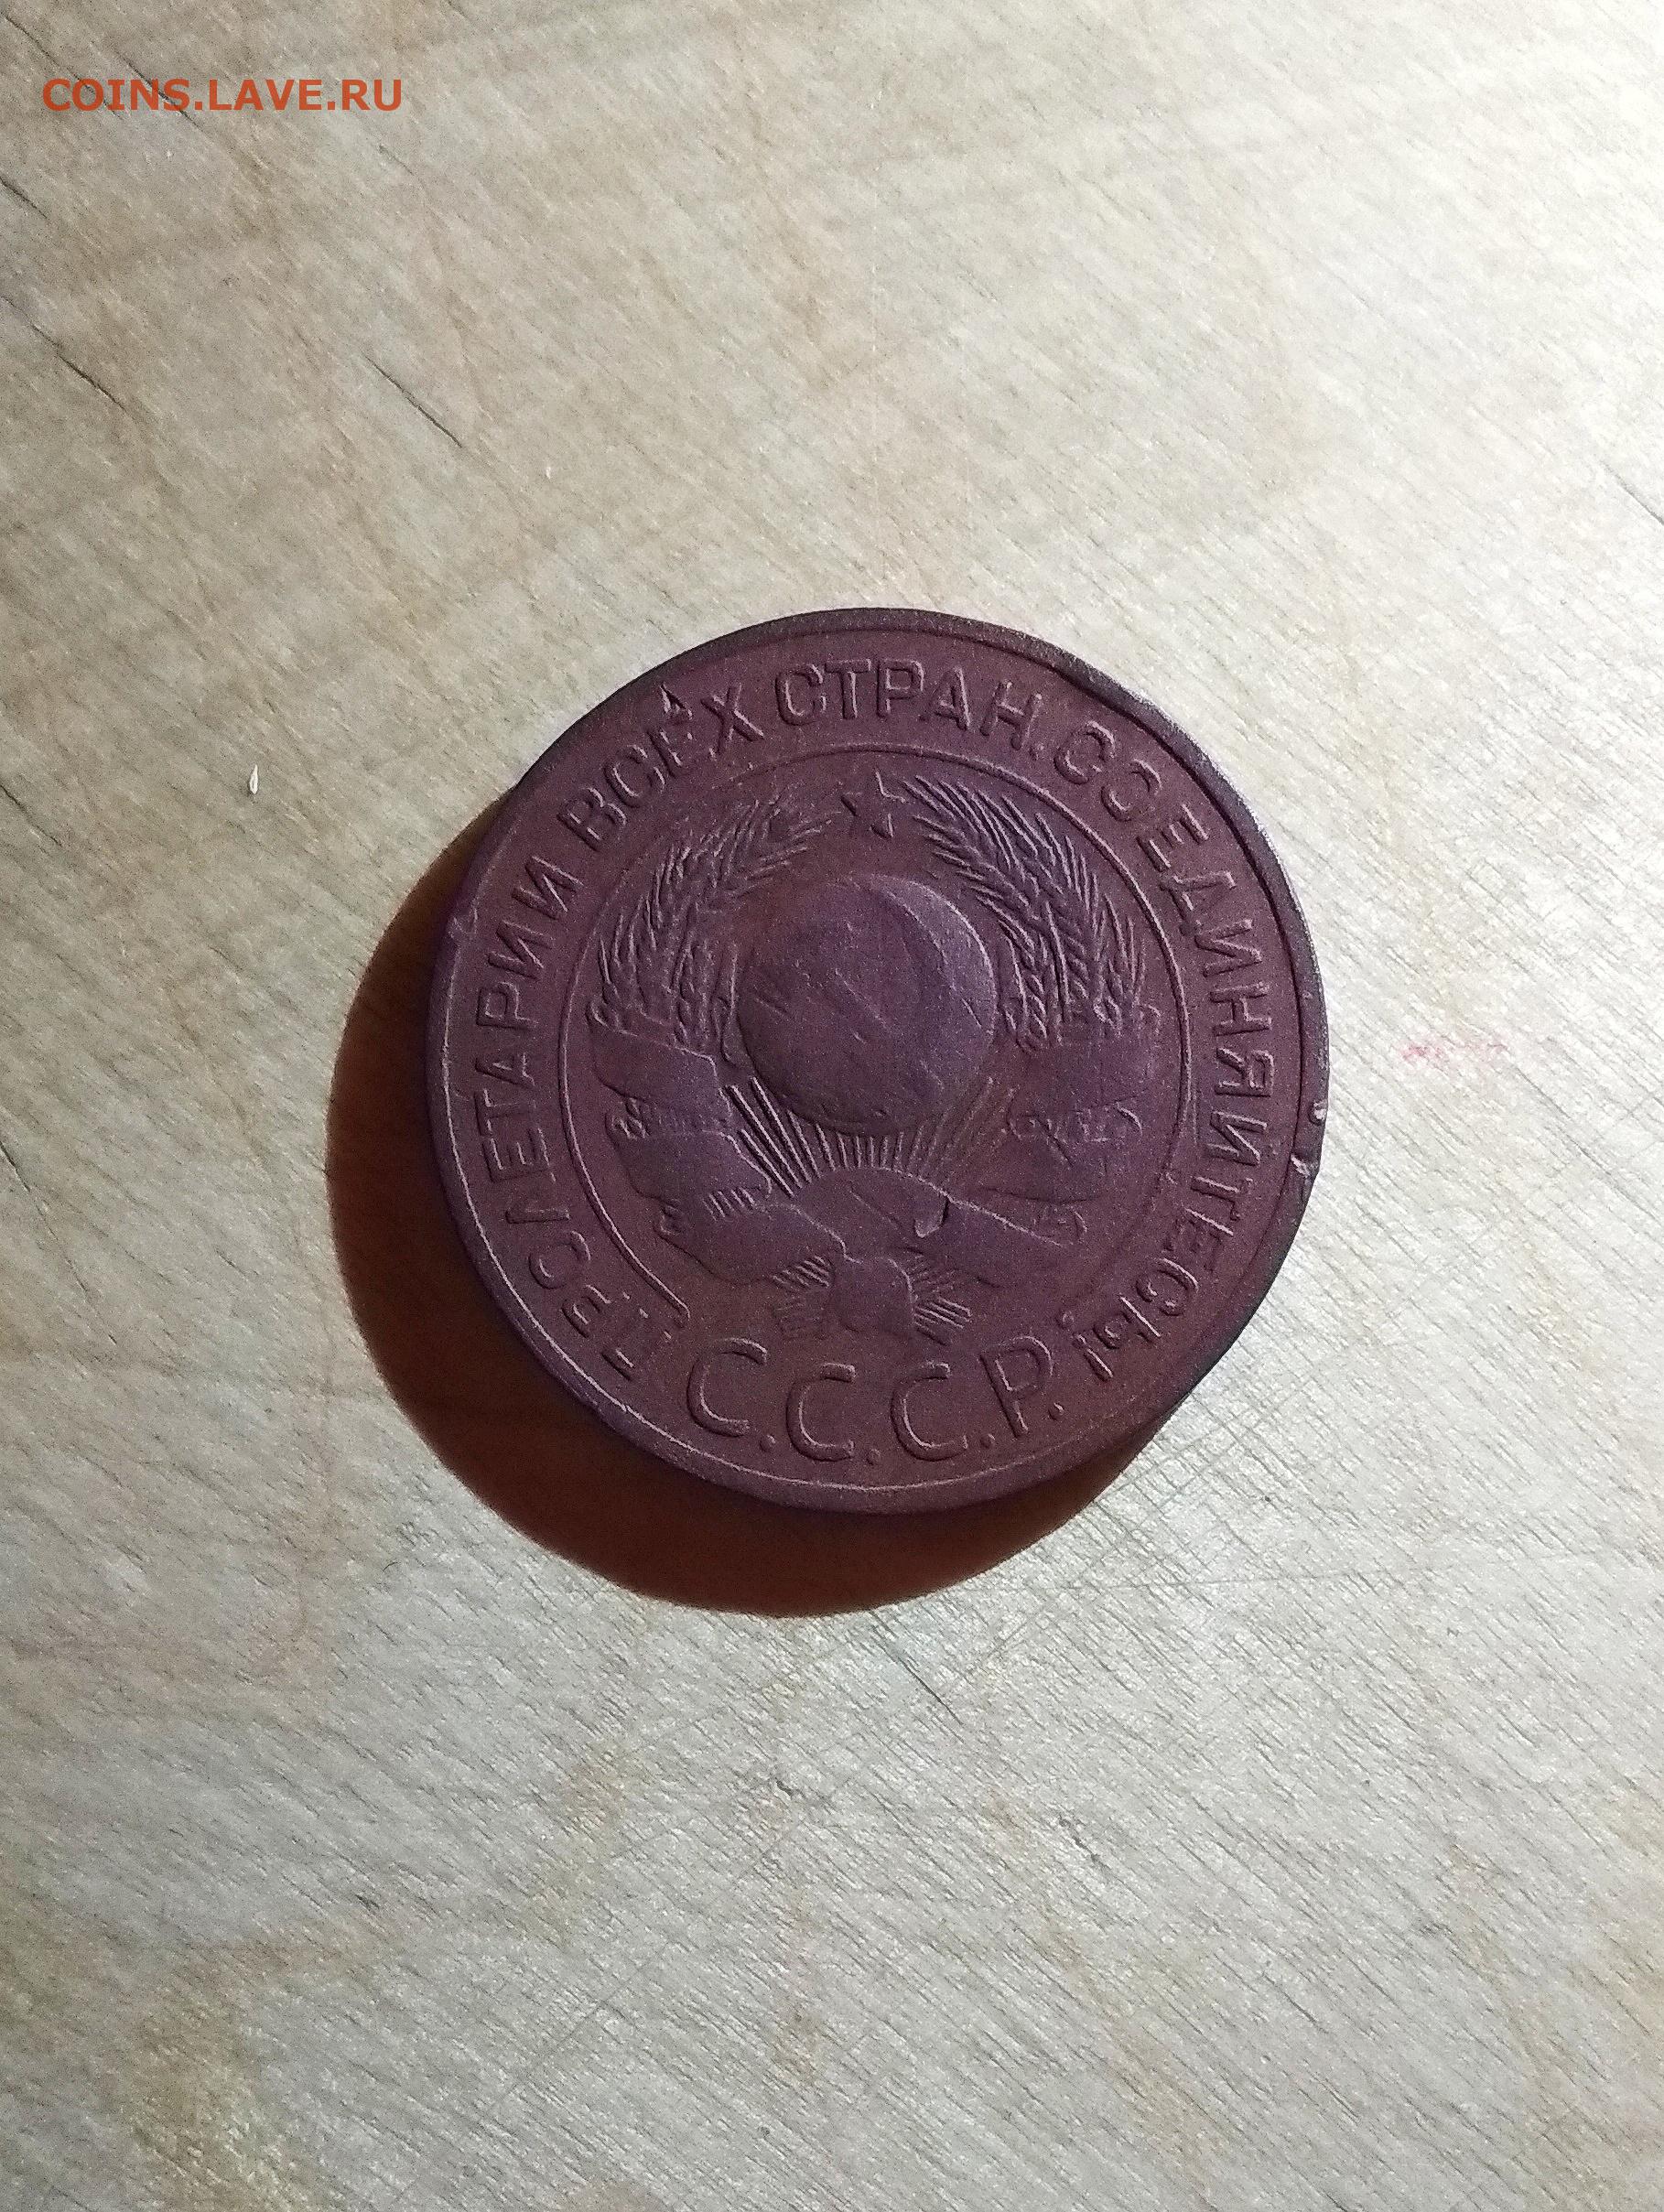 COINS.LAVE.RU
ПРОЛЕТАРИИ ВСЕХ СТРАН. СОЕДИНЯЙТЕСЬ!
С.С.С.Р.